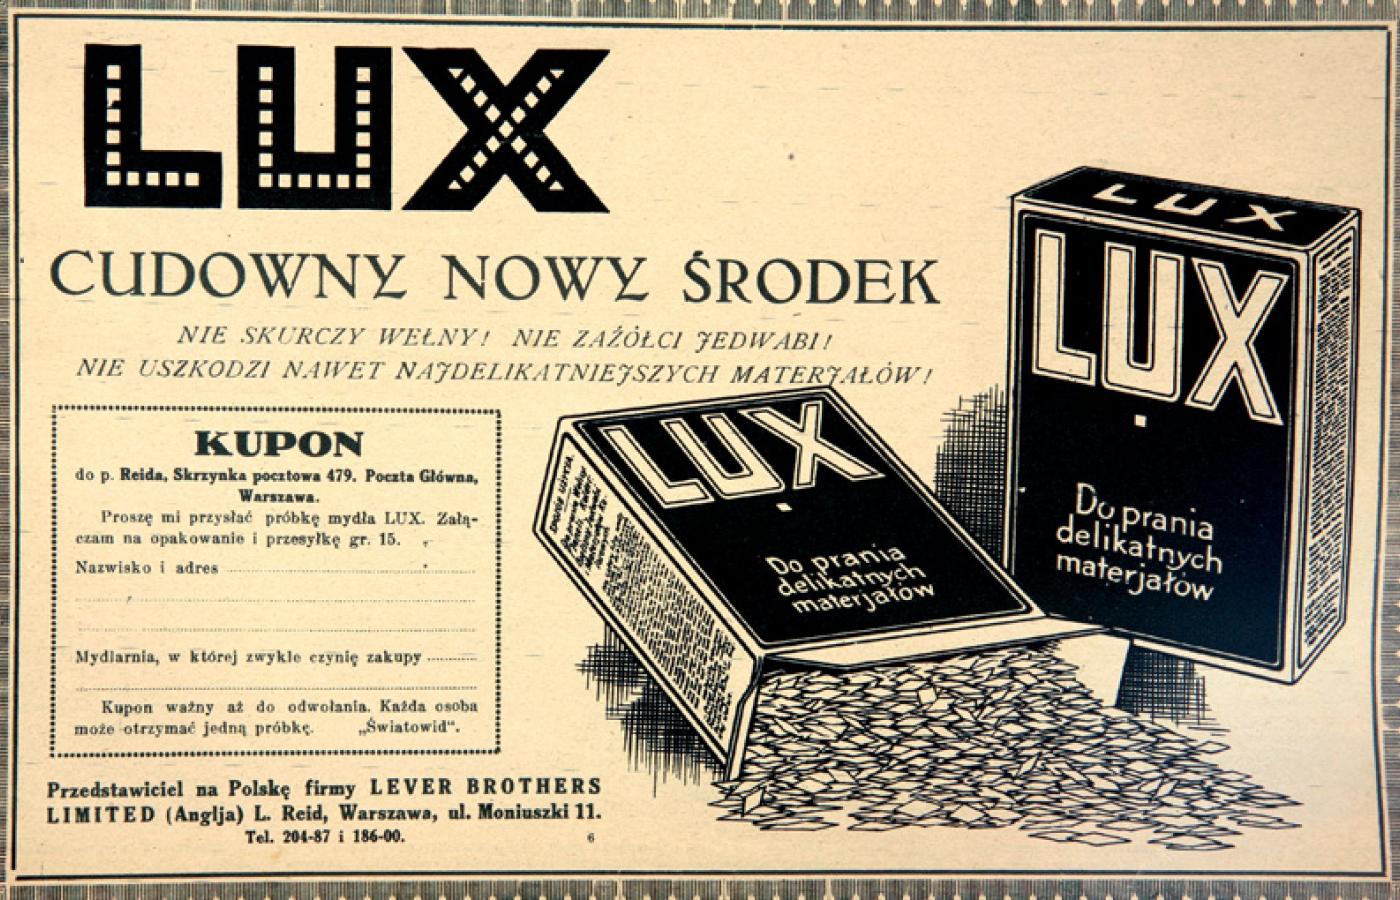 LUX
CUDOWNY NOWY ŚRODEK
NIE SKURCZY WEŁNY! NIE ZAŻÓŁCI JEDWABI!
NIE USZKODZI NAWET NAJDELIKATNIEJSZYCH MATERJAŁÓW!
KUPON
do p. Reida, Skrzynka pocztowa 479. Poczta Główna,
Warszawa.
Proszę mi przysłać próbkę mydła LUX. Załą-
czam na opakowanie i przesyłkę gr. 15.
Nazwisko i adres
Mydlarnia, w której zwykle czynię zakupy
Kupon ważny aż do odwołania. Każda osoba
może otrzymać jedną próbkę. „Światowid“.
Przedstawiciel na Polskę firmy LEVER BROTHERS
LIMITED (Anglja) L. Reid, Warszawa, ul. Moniuszki 11.
Tel. 204-87 i 186-00.
6
LUX
Do prania
delikatnych
materjałów
LUX
LUX
Do prania
delikatnych
materjałów